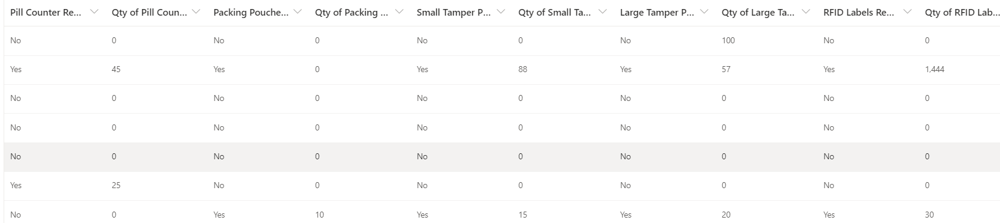 Pill Counter Re... Qty of Pill Coun... Packing Pouche... Qty of Packing ... Small Tamper P... Qty of Small Ta... Large Tamper P... Qty of Large Ta... RFID Labels Re... Qty of RFID Lab...
No 0 No 0 No 0 No 100 No 0
Yes 45 Yes 0 Yes 88 Yes 57 Yes 1,444
No 0 No 0 No 0 No 0 No 0
No 0 No 0 No 0 No 0 No 0
No 0 No 0 No 0 No 0 No 0
Yes 25 No 0 No 0 No 0 No 0
No 0 Yes 10 Yes 15 Yes 20 Yes 30